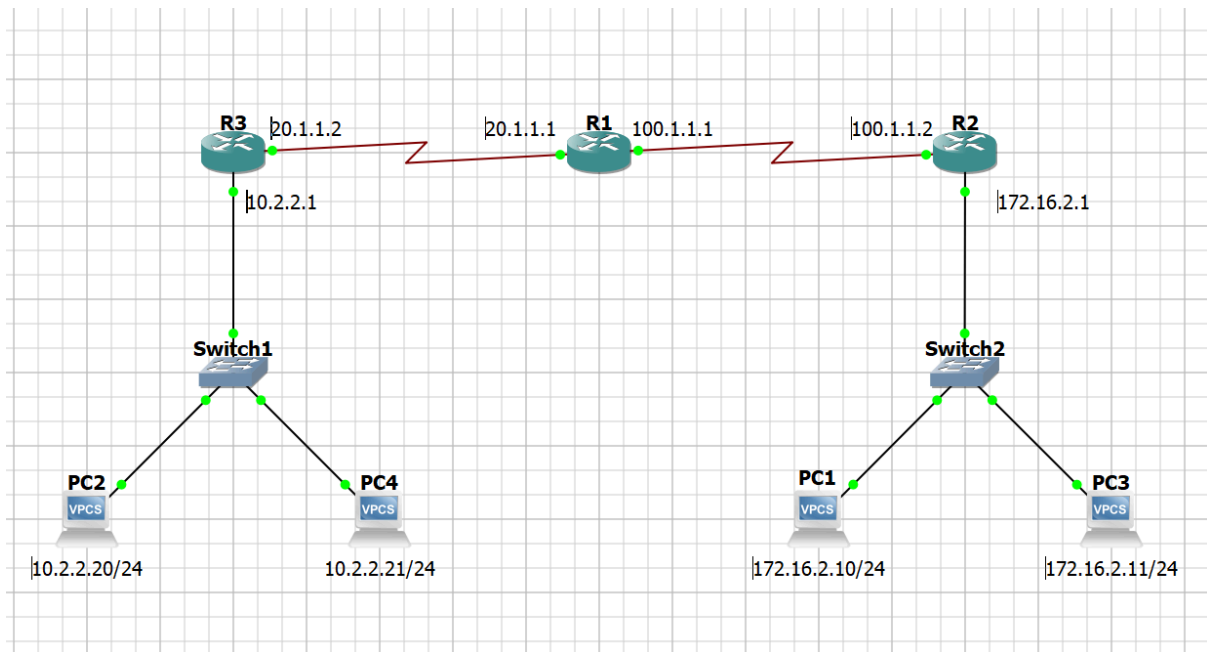 R3
20.1.1.2
20.1.1.1
R1
100.1.1.1
100.1.1.2
R2
10.2.2.1
172.16.2.1
Switch1
Switch2
PC2
PC4
PC1
PC3
VPCS
VPCS
VPCS
VPCS
10.2.2.20/24
10.2.2.21/24
172.16.2.10/24
172.16.2.11/24